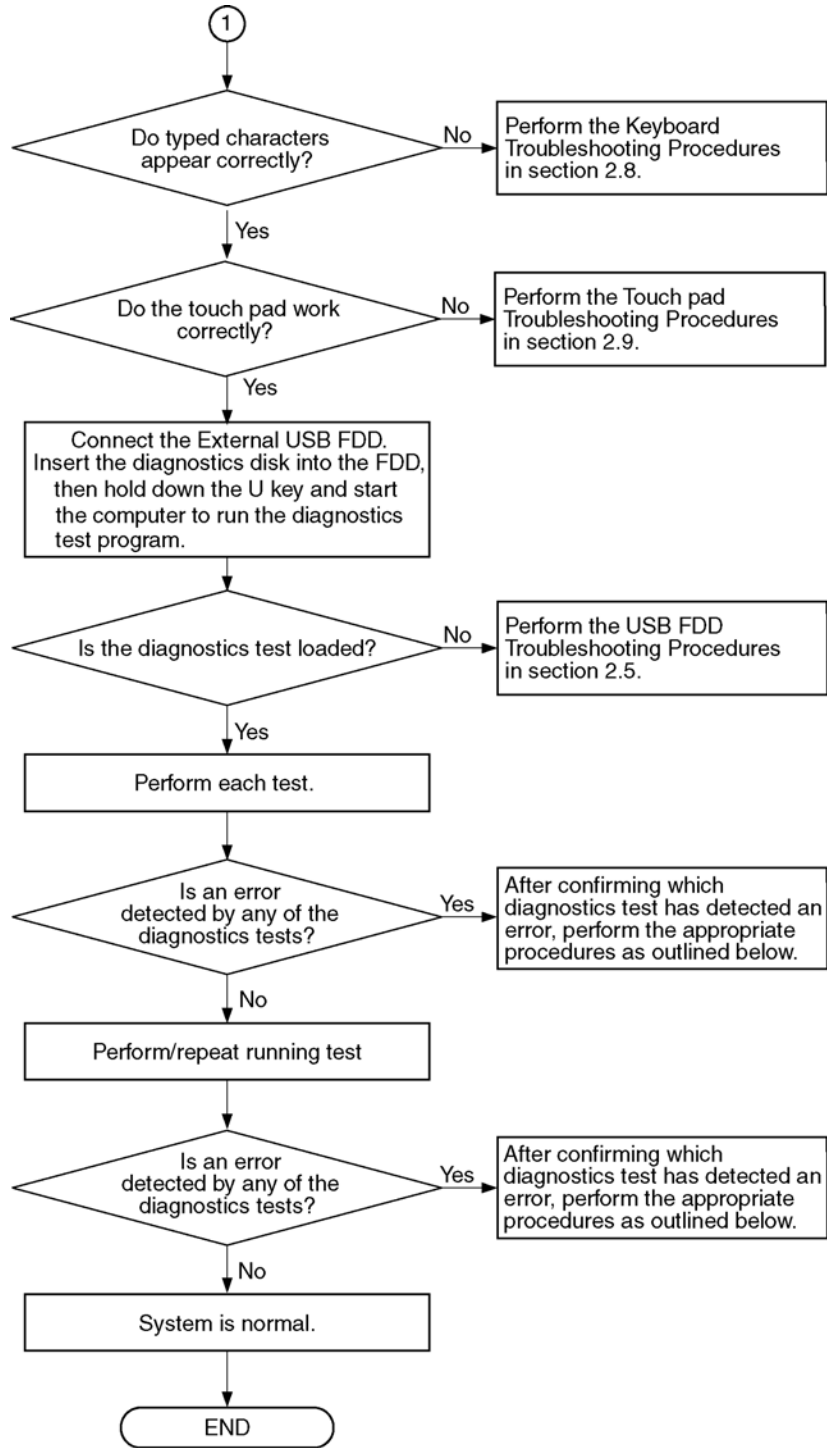 1
Do typed characters
appear correctly?
No
Perform the Keyboard
Troubleshooting Procedures
in section 2.8.
Yes
Do the touch pad work
correctly?
No
Perform the Touch pad
Troubleshooting Procedures
in section 2.9.
Yes
Connect the External USB FDD.
Insert the diagnostics disk into the FDD,
then hold down the U key and start
the computer to run the diagnostics
test program.
Is the diagnostics test loaded?
No
Perform the USB FDD
Troubleshooting Procedures
in section 2.5.
Yes
Perform each test.
Is an error
detected by any of the
diagnostics tests?
Yes
After confirming which
diagnostics test has detected an
error, perform the appropriate
procedures as outlined below.
No
Perform/repeat running test
Is an error
detected by any of the
diagnostics tests?
Yes
After confirming which
diagnostics test has detected an
error, perform the appropriate
procedures as outlined below.
No
System is normal.
END